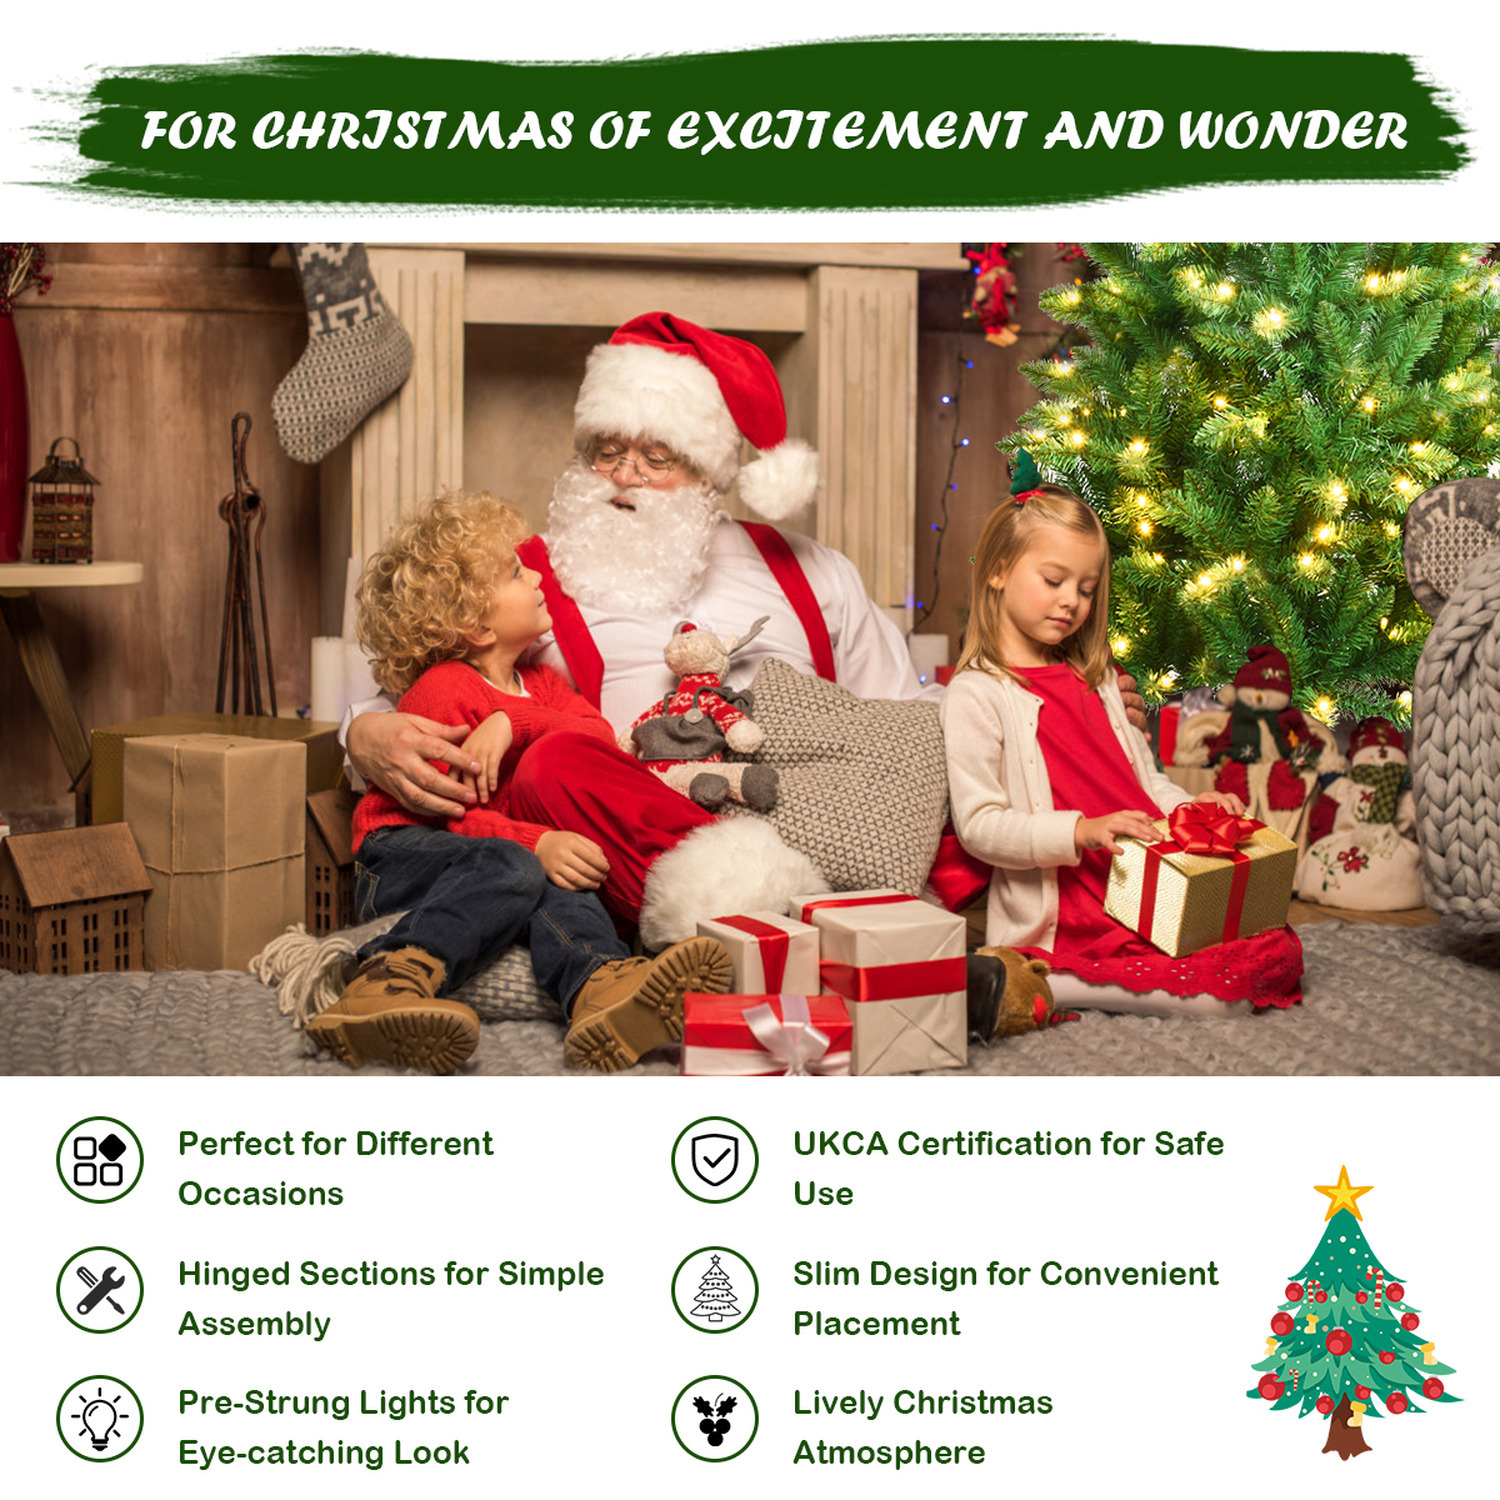 FOR CHRISTMAS OF EXCITEMENT AND WONDER
Perfect for Different
Occasions
UKCA Certification for Safe
Use
Hinged Sections for Simple
Assembly
Slim Design for Convenient
Placement
Pre-Strung Lights for
Eye-catching Look
Lively Christmas
Atmosphere